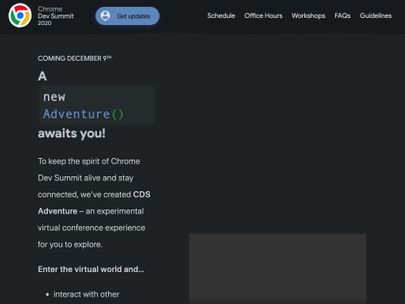 Chrome
Dev Summit
2020
Get updates
Schedule
Office Hours
Workshops
FAQs
Guidelines
COMING DECEMBER 9TH
A
new
Adventure()
awaits you!
To keep the spirit of Chrome
Dev Summit alive and stay
connected, we've created CDS
Adventure – an experimental
virtual conference experience
for you to explore.
Enter the virtual world and...
• interact with other